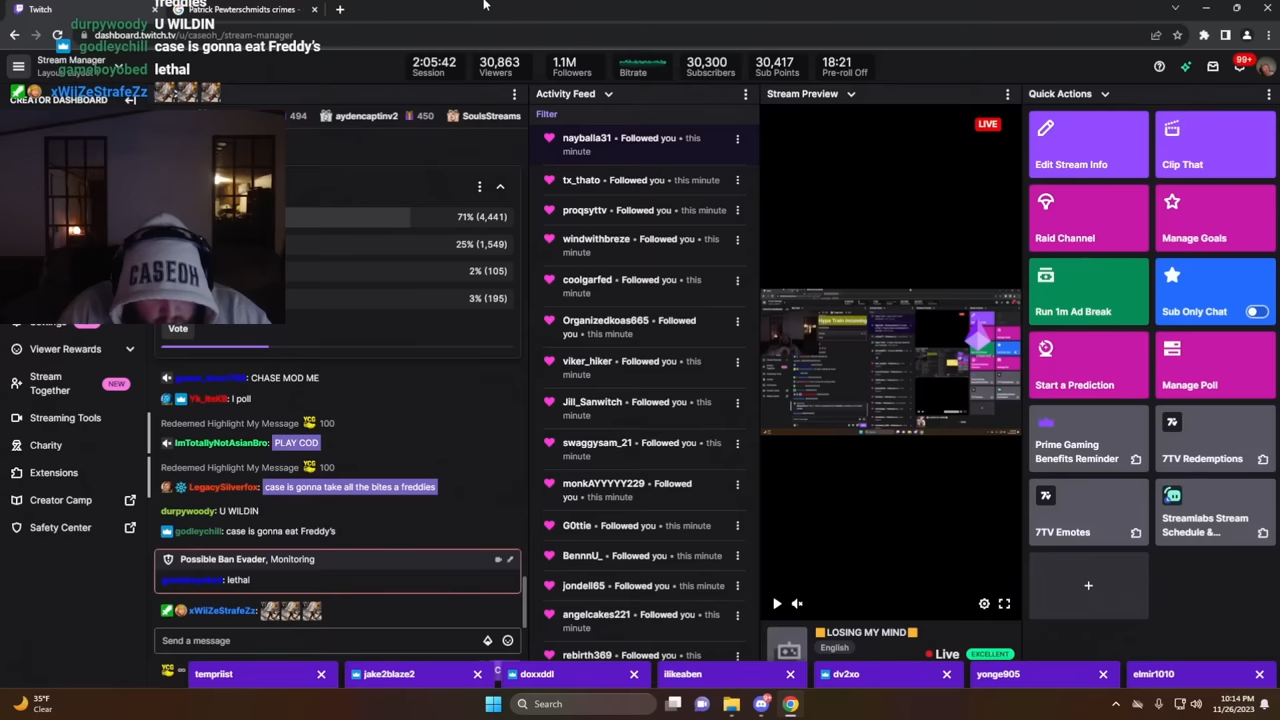 freddies
durpywoody U WILDIN
godleychill case is gonna eat Freddy's
gameboyobed lethal
xWiiZeStrafeZz
Twitch
Patrick Pewterschmidts crimes -
dashboard.twitch.tv/u/caseoh_/stream-manager
Stream Manager
2:05:42
Session
30,863
Viewers
1.1M
Followers
Bitrate
30,300
Subscribers
30,417
Sub Points
18:21
Pre-roll Off
99+
CREATOR DASHBOARD
494
aydencaptinv2
450
SoulsStreams
CASEOH
71% (4,441)
25% (1,549)
2% (105)
3% (195)
Vote
Viewer Rewards
Stream
Together
NEW
Streaming Tools
Charity
Extensions
Creator Camp
Safety Center
: CHASE MOD ME
: I poll
Redeemed Highlight My Message 100
ImTotallyNotAsianBro: PLAY COD
Redeemed Highlight My Message 100
LegacySilverfox: case is gonna take all the bites a freddies
durpywoody: U WILDIN
godleychill: case is gonna eat Freddy's
Possible Ban Evader, Monitoring
: lethal
xWiiZeStrafeZz:
Send a message
Activity Feed
Filter
nayballa31 • Followed you • this
minute
tx_thato • Followed you • this minute
proqsyttv • Followed you • this minute
windwithbreze • Followed you • this
minute
coolgarfed • Followed you • this
minute
Followed
you • this minute
Followed
you • this minute
Jill_Sanwitch • Followed you • this
minute
swaggysam_21 • Followed you • this
minute
monkAYYYYY229 • Followed
you • this minute
G0ttie • Followed you • this minute
BennnU_ • Followed you • this minute
jondell65 • Followed you • this minute
angelcakes221 • Followed you • this
minute
rebirth369 • Followed you • this
Stream Preview
LIVE
LOSING MY MIND
English
Live
EXCELLENT
Quick Actions
Edit Stream Info
Clip That
Raid Channel
Manage Goals
Run 1m Ad Break
Sub Only Chat
Start a Prediction
Manage Poll
Prime Gaming
Benefits Reminder
7TV Redemptions
7TV Emotes
Streamlabs Stream
Schedule &...
tempriist
jake2blaze2
doxxddl
ilikeaben
dv2xo
yonge905
elmir1010
35°F
Clear
Search
10:14 PM
11/26/2023